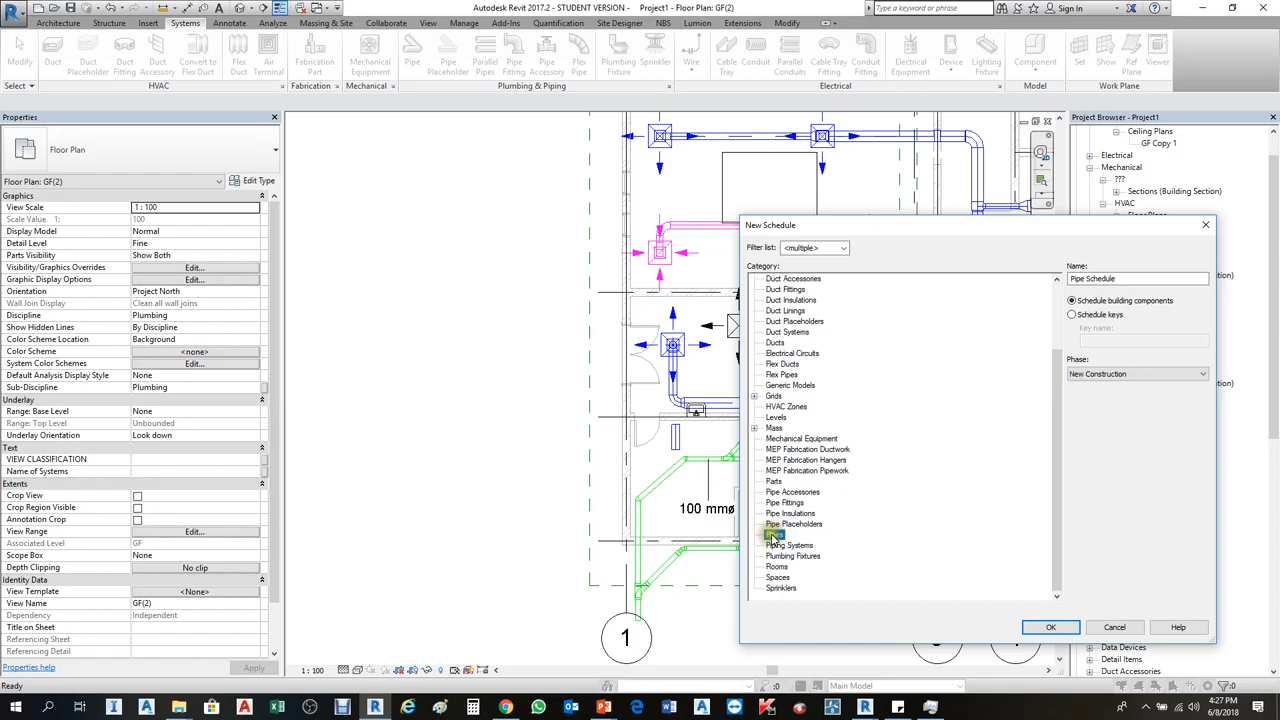 Autodesk Revit 2017.2 - STUDENT VERSION - Project1 - Floor Plan: GF(2)
Type a keyword or phrase
Sign In
Architecture Structure Insert Systems Annotate Analyze Massing & Site Collaborate View Manage Add-Ins Quantification Site Designer NBS Lumion Extensions Modify
Modify
Duct
Duct Placeholder
Duct Fitting
Duct Accessory
Convert to Flex Duct
Flex Duct
Air Terminal
Fabrication Part
Mechanical Equipment
Pipe
Pipe Placeholder
Parallel Pipes
Pipe Fitting
Pipe Accessory
Flex Pipe
Plumbing Fixture
Sprinkler
Wire
Cable Tray
Conduit
Parallel Conduits
Cable Tray Fitting
Conduit Fitting
Electrical Equipment
Device
Lighting Fixture
Component
Set
Show
Ref Plane
Viewer
Select HVAC Fabrication Mechanical Plumbing & Piping Electrical Model Work Plane
Properties
Floor Plan
Floor Plan: GF(2) Edit Type
Graphics
View Scale 1 : 100
Scale Value 1: 100
Display Model Normal
Detail Level Fine
Parts Visibility Show Both
Visibility/Graphics Overrides Edit...
Graphic Display Options Edit...
Orientation Project North
Wall Join Display Clean all wall joins
Discipline Plumbing
Show Hidden Lines By Discipline
Color Scheme Location Background
Color Scheme <none>
System Color Schemes Edit...
Default Analysis Display Style None
Sub-Discipline Plumbing
Underlay
Range: Base Level None
Range: Top Level Unbounded
Underlay Orientation Look down
Text
VIEW CLASSIFICATION
Name of Systems
Extents
Crop View
Crop Region Visible
Annotation Crop
View Range Edit...
Associated Level GF
Scope Box None
Depth Clipping No clip
Identity Data
View Template <None>
View Name GF(2)
Dependency Independent
Title on Sheet
Referencing Sheet
Referencing Detail
Properties help Apply
100 mmø
1
New Schedule
Filter list: <multiple>
Category:
Duct Accessories
Duct Fittings
Duct Insulations
Duct Linings
Duct Placeholders
Duct Systems
Ducts
Electrical Circuits
Flex Ducts
Flex Pipes
Generic Models
Grids
HVAC Zones
Levels
Mass
Mechanical Equipment
MEP Fabrication Ductwork
MEP Fabrication Hangers
MEP Fabrication Pipework
Parts
Pipe Accessories
Pipe Fittings
Pipe Insulations
Pipe Placeholders
Piping Systems
Plumbing Fixtures
Rooms
Spaces
Sprinklers
Name:
Pipe Schedule
Schedule building components
Schedule keys
Key name:
Phase:
New Construction
OK Cancel Help
Project Browser - Project1
Ceiling Plans
GF Copy 1
Electrical
Mechanical
???
Sections (Building Section)
HVAC
Data Devices
Detail Items
Duct Accessories
1 : 100
Ready
:0 Main Model :0
4:27 PM
6/8/2018